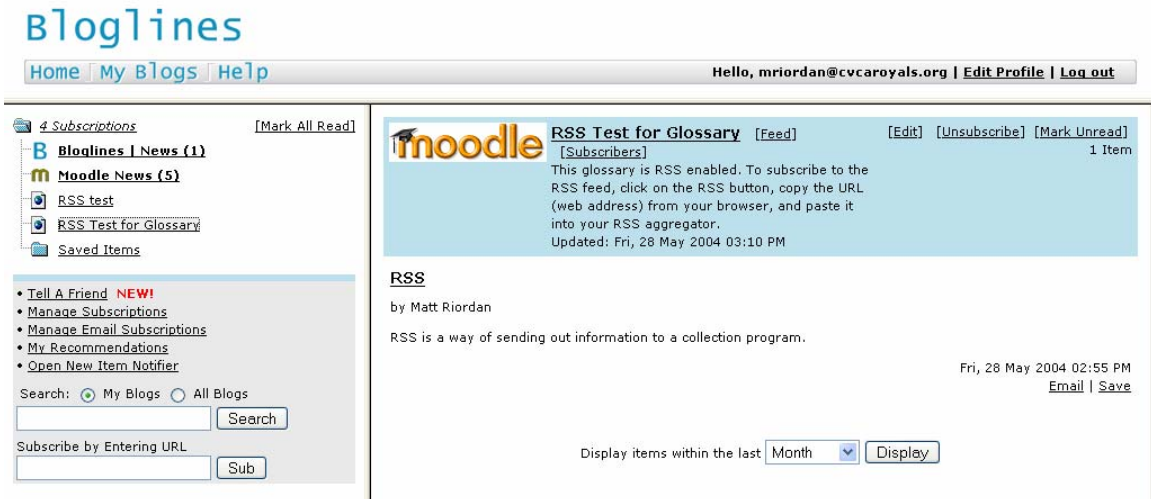 Bloglines
Home My Blogs Help
Hello, mriordan@cvcaroyals.org | Edit Profile | Log out
4 Subscriptions [Mark All Read]
Bloglines | News (1)
Moodle News (5)
RSS test
RSS Test for Glossary
Saved Items
• Tell A Friend NEW!
• Manage Subscriptions
• Manage Email Subscriptions
• My Recommendations
• Open New Item Notifier
Search: My Blogs All Blogs
Search
Subscribe by Entering URL
Sub
moodle
RSS Test for Glossary [Feed] [Edit] [Unsubscribe] [Mark Unread]
[Subscribers] 1 Item
This glossary is RSS enabled. To subscribe to the
RSS feed, click on the RSS button, copy the URL
(web address) from your browser, and paste it
into your RSS aggregator.
Updated: Fri, 28 May 2004 03:10 PM
RSS
by Matt Riordan
RSS is a way of sending out information to a collection program.
Fri, 28 May 2004 02:55 PM
Email | Save
Display items within the last Month Display